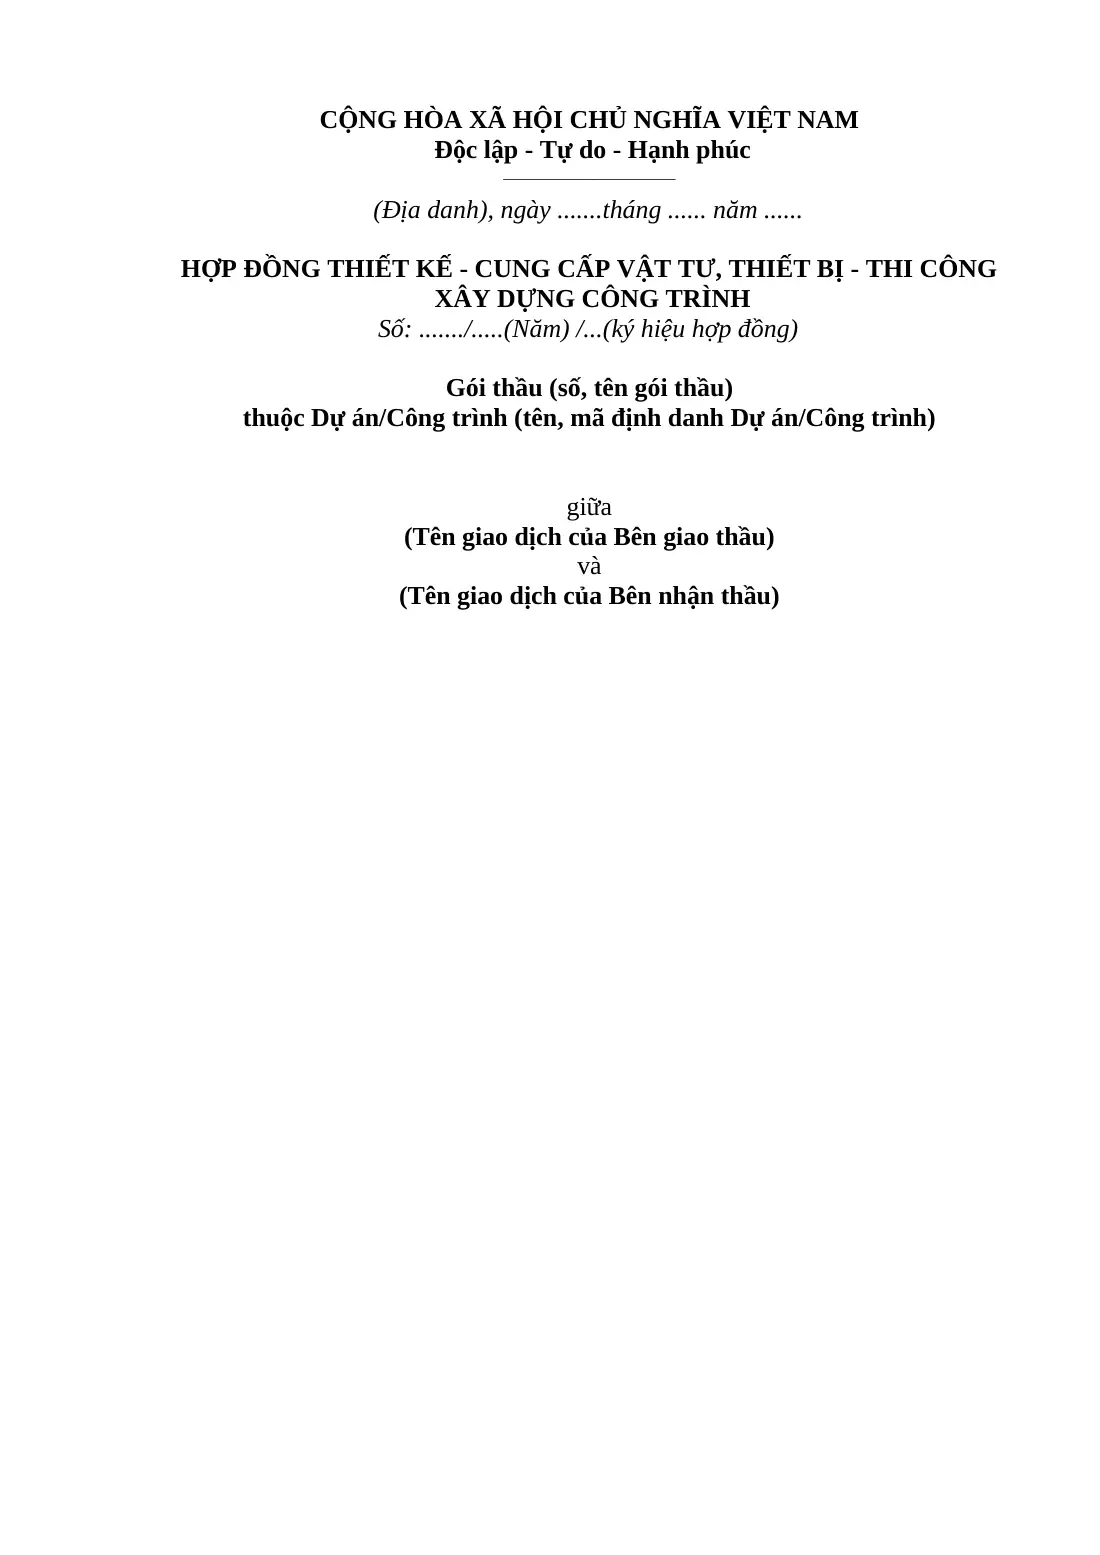 CỘNG HÒA XÃ HỘI CHỦ NGHĨA VIỆT NAM
Độc lập - Tự do - Hạnh phúc
(Địa danh), ngày .......tháng ...... năm ......
HỢP ĐỒNG THIẾT KẾ - CUNG CẤP VẬT TƯ, THIẾT BỊ - THI CÔNG
XÂY DỰNG CÔNG TRÌNH
Số: ......./.....(Năm) /...(ký hiệu hợp đồng)
Gói thầu (số, tên gói thầu)
thuộc Dự án/Công trình (tên, mã định danh Dự án/Công trình)
giữa
(Tên giao dịch của Bên giao thầu)
và
(Tên giao dịch của Bên nhận thầu)